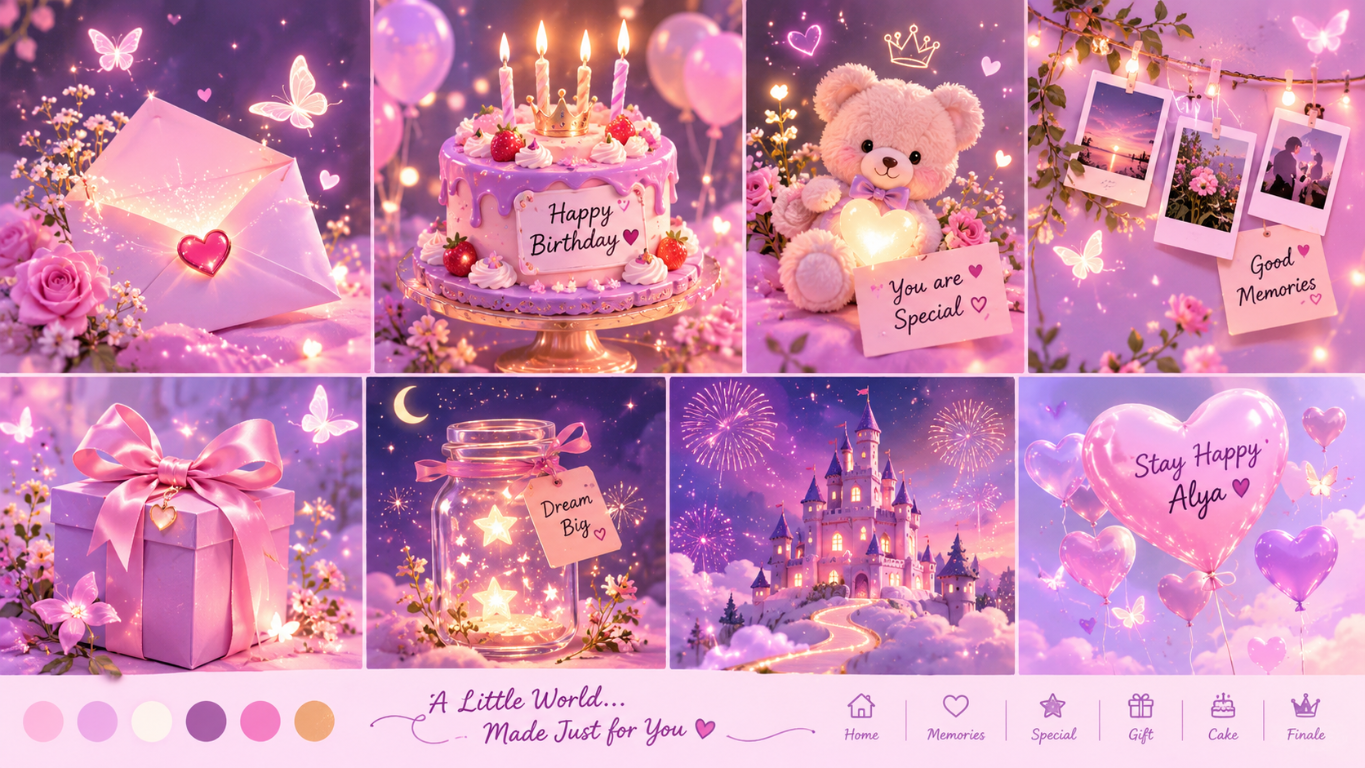 Happy
Birthday
You are
Special
Good
Memories
Dream
Big
Stay Happy
Alya
A Little World...
Made Just for You
Home
Memories
Special
Gift
Cake
Finale